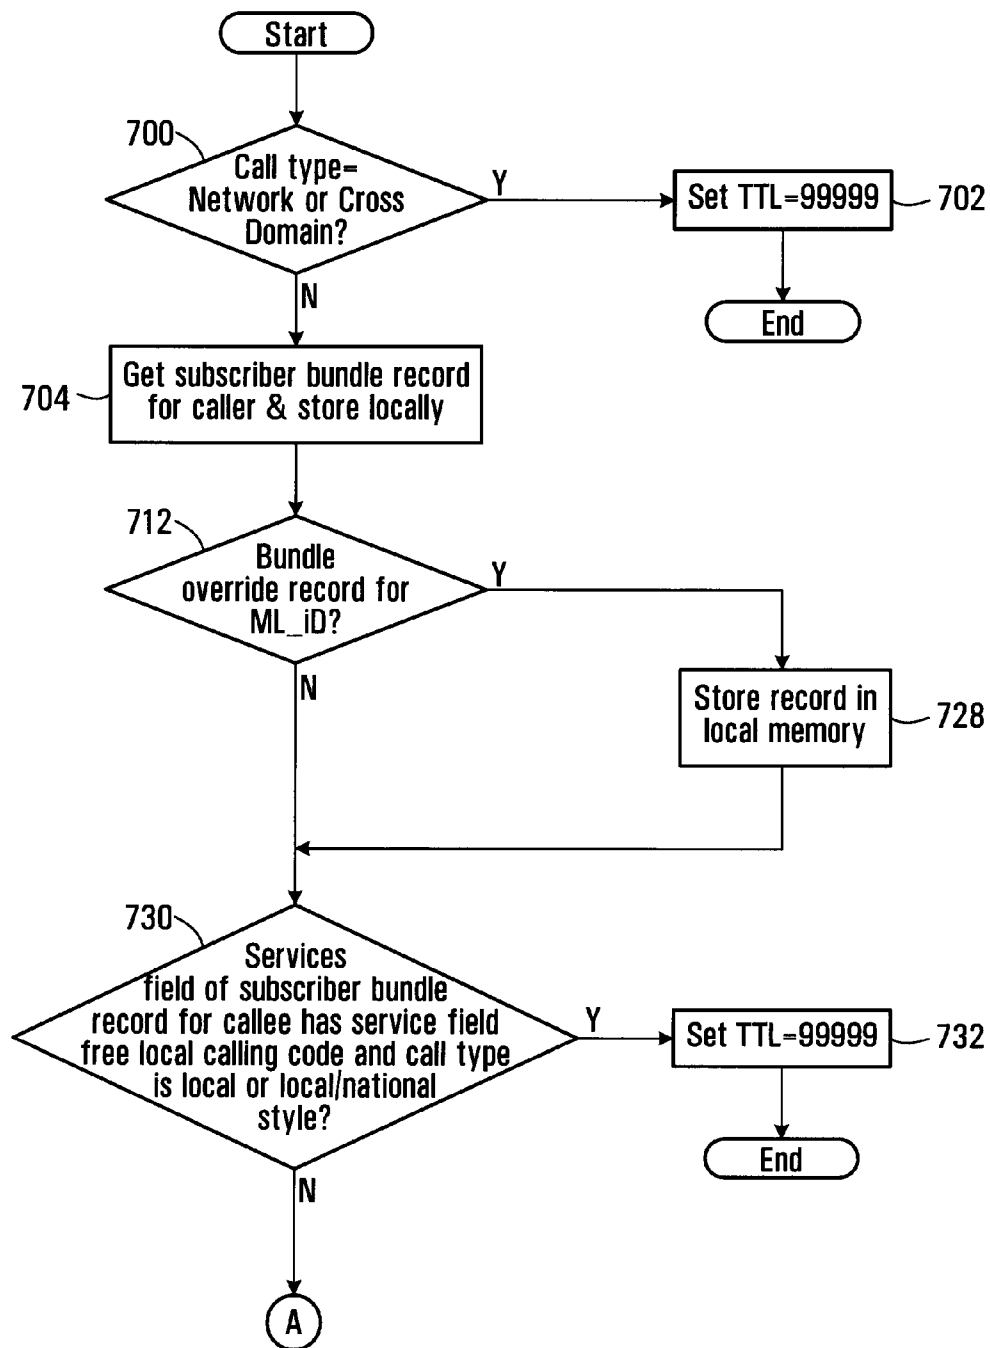 Start
700
Call type=
Network or Cross
Domain?
Y
Set TTL=99999
702
End
N
704
Get subscriber bundle record
for caller & store locally
712
Bundle
override record for
ML_iD?
Y
N
Store record in
local memory
728
730
Services
field of subscriber bundle
record for callee has service field
free local calling code and call type
is local or local/national
style?
Y
Set TTL=99999
732
End
N
A